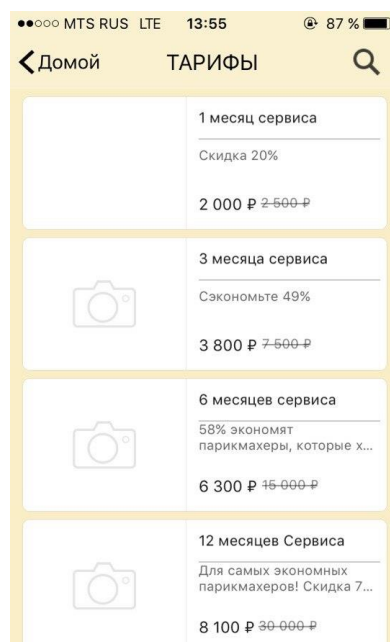 MTS RUS LTE 13:55 87 %
Домой ТАРИФЫ
1 месяц сервиса
Скидка 20%
2 000 ₽ 2 500 ₽
3 месяца сервиса
Сэкономьте 49%
3 800 ₽ 7 500 ₽
6 месяцев сервиса
58% экономят
парикмахеры, которые х...
6 300 ₽ 15 000 ₽
12 месяцев Сервиса
Для самых экономных
парикмахеров! Скидка 7...
8 100 ₽ 30 000 ₽